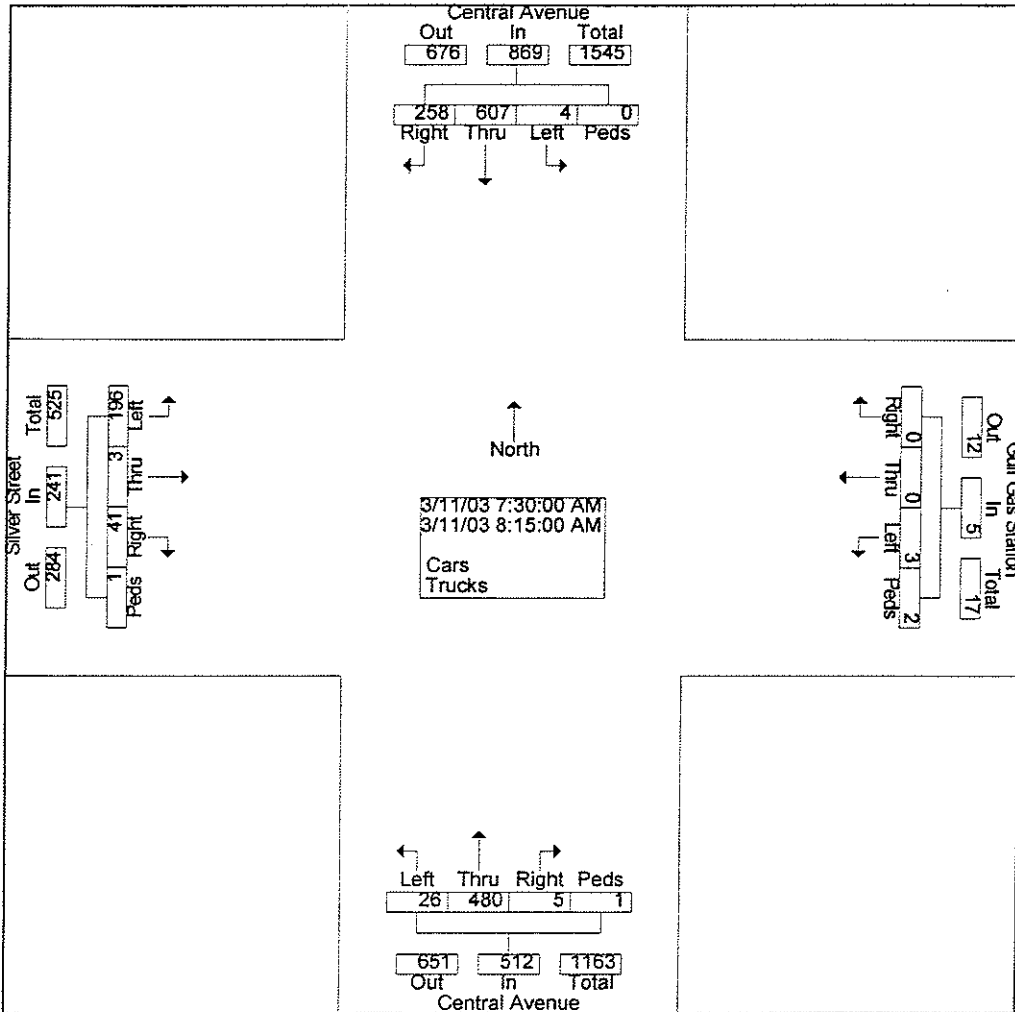 Central Avenue
Out In Total
676 869 1545
258 607 4 0
Right Thru Left Peds
Silver Street
Total In Out
525 241 284
196 3 41 1
Left Thru Right Peds
North
3/11/03 7:30:00 AM
3/11/03 8:15:00 AM
Cars
Trucks
Right Thru Left Peds
0 0 3 2
12 5 17
Out In Total
Gulf Gas Station
Left Thru Right Peds
26 480 5 1
651 512 1163
Out In Total
Central Avenue